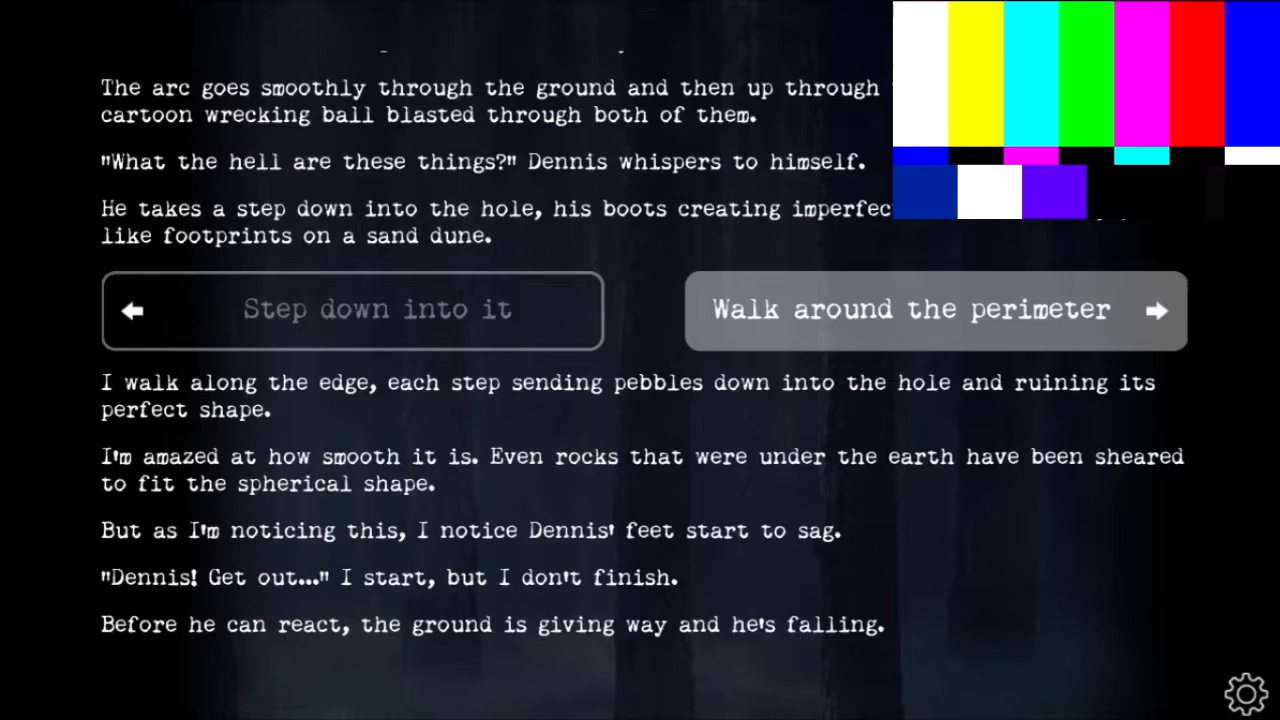 The arc goes smoothly through the ground and then up through
cartoon wrecking ball blasted through both of them.
"What the hell are these things?" Dennis whispers to himself.
He takes a step down into the hole, his boots creating
like footprints on a sand dune.
Step down into it
Walk around the perimeter
I walk along the edge, each step sending pebbles down into the hole and ruining its
perfect shape.
I'm amazed at how smooth it is. Even rocks that were under the earth have been sheared
to fit the spherical shape.
But as I'm noticing this, I notice Dennis' feet start to sag.
"Dennis! Get out..." I start, but I don't finish.
Before he can react, the ground is giving way and he's falling.